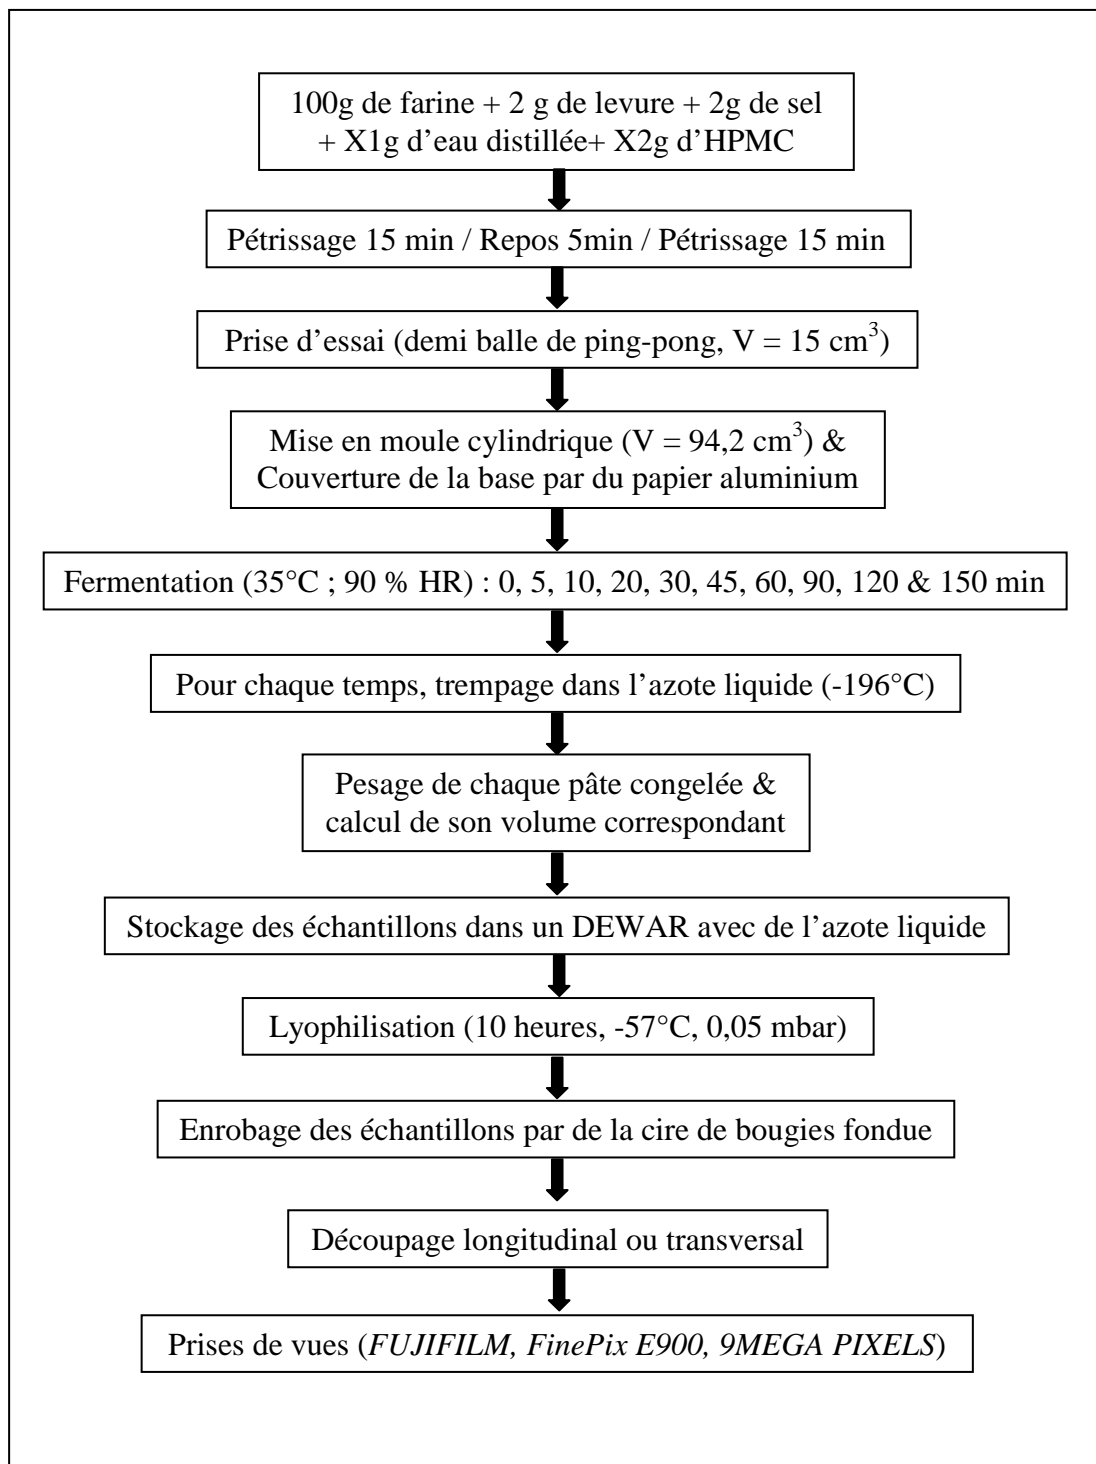 100g de farine + 2 g de levure + 2g de sel
+ X1g d’eau distillée+ X2g d’HPMC
Pétrissage 15 min / Repos 5min / Pétrissage 15 min
Prise d’essai (demi balle de ping-pong, V = 15 cm³)
Mise en moule cylindrique (V = 94,2 cm³) &
Couverture de la base par du papier aluminium
Fermentation (35°C ; 90 % HR) : 0, 5, 10, 20, 30, 45, 60, 90, 120 & 150 min
Pour chaque temps, trempage dans l’azote liquide (-196°C)
Pesage de chaque pâte congelée &
calcul de son volume correspondant
Stockage des échantillons dans un DEWAR avec de l’azote liquide
Lyophilisation (10 heures, -57°C, 0,05 mbar)
Enrobage des échantillons par de la cire de bougies fondue
Découpage longitudinal ou transversal
Prises de vues (FUJIFILM, FinePix E900, 9MEGA PIXELS)